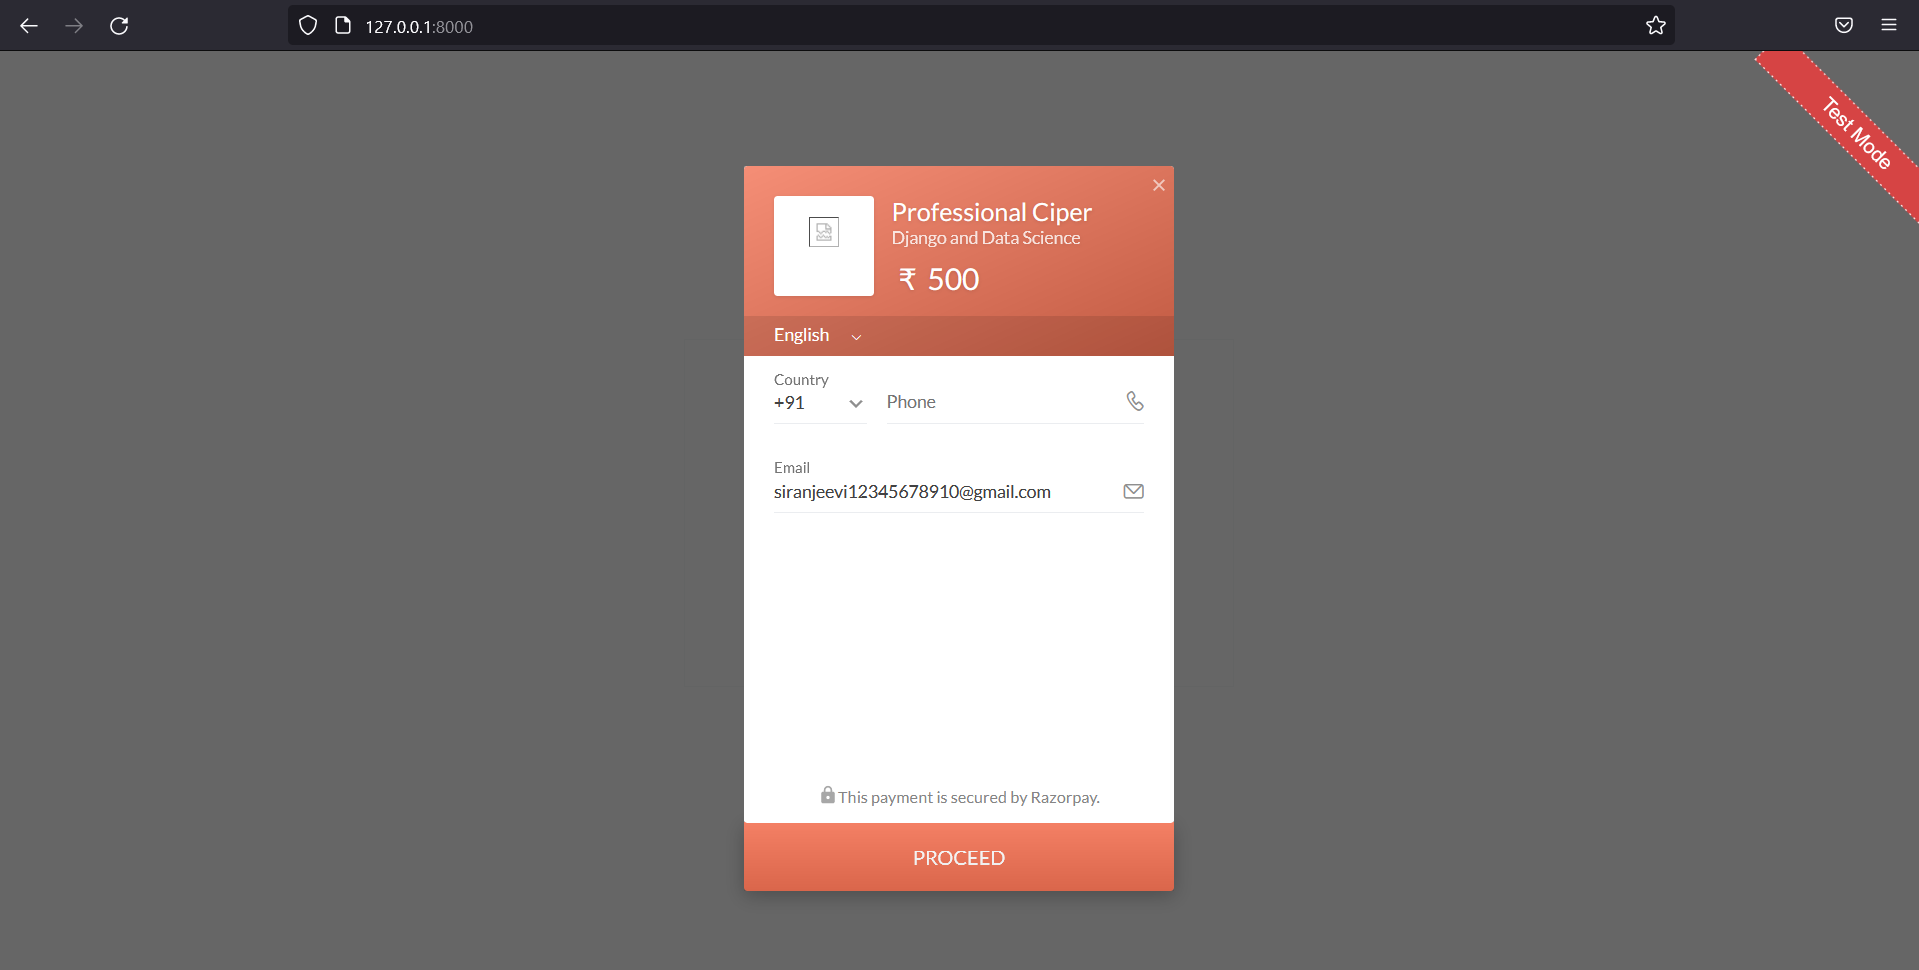 127.0.0.1:8000
Test Mode
Professional Ciper
Django and Data Science
₹ 500
English
Country
+91
Phone
Email
siranjeevi12345678910@gmail.com
This payment is secured by Razorpay.
PROCEED